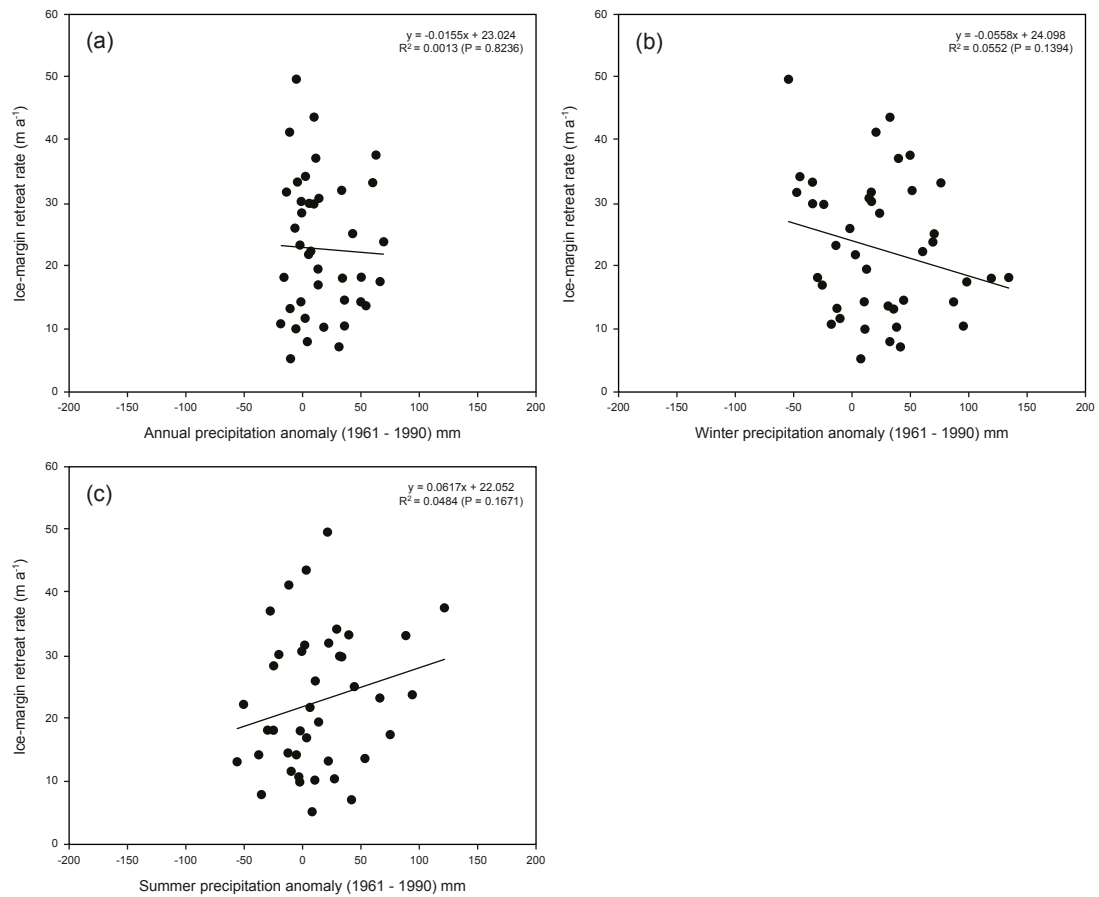 (a)
y = -0.0155x + 23.024
R² = 0.0013 (P = 0.8236)
60
50
40
30
20
10
0
Ice-margin retreat rate (m a⁻¹)
-200 -150 -100 -50 0 50 100 150 200
Annual precipitation anomaly (1961 - 1990) mm
(b)
y = -0.0558x + 24.098
R² = 0.0552 (P = 0.1394)
60
50
40
30
20
10
0
Ice-margin retreat rate (m a⁻¹)
-200 -150 -100 -50 0 50 100 150 200
Winter precipitation anomaly (1961 - 1990) mm
(c)
y = 0.0617x + 22.052
R² = 0.0484 (P = 0.1671)
60
50
40
30
20
10
0
Ice-margin retreat rate (m a⁻¹)
-200 -150 -100 -50 0 50 100 150 200
Summer precipitation anomaly (1961 - 1990) mm